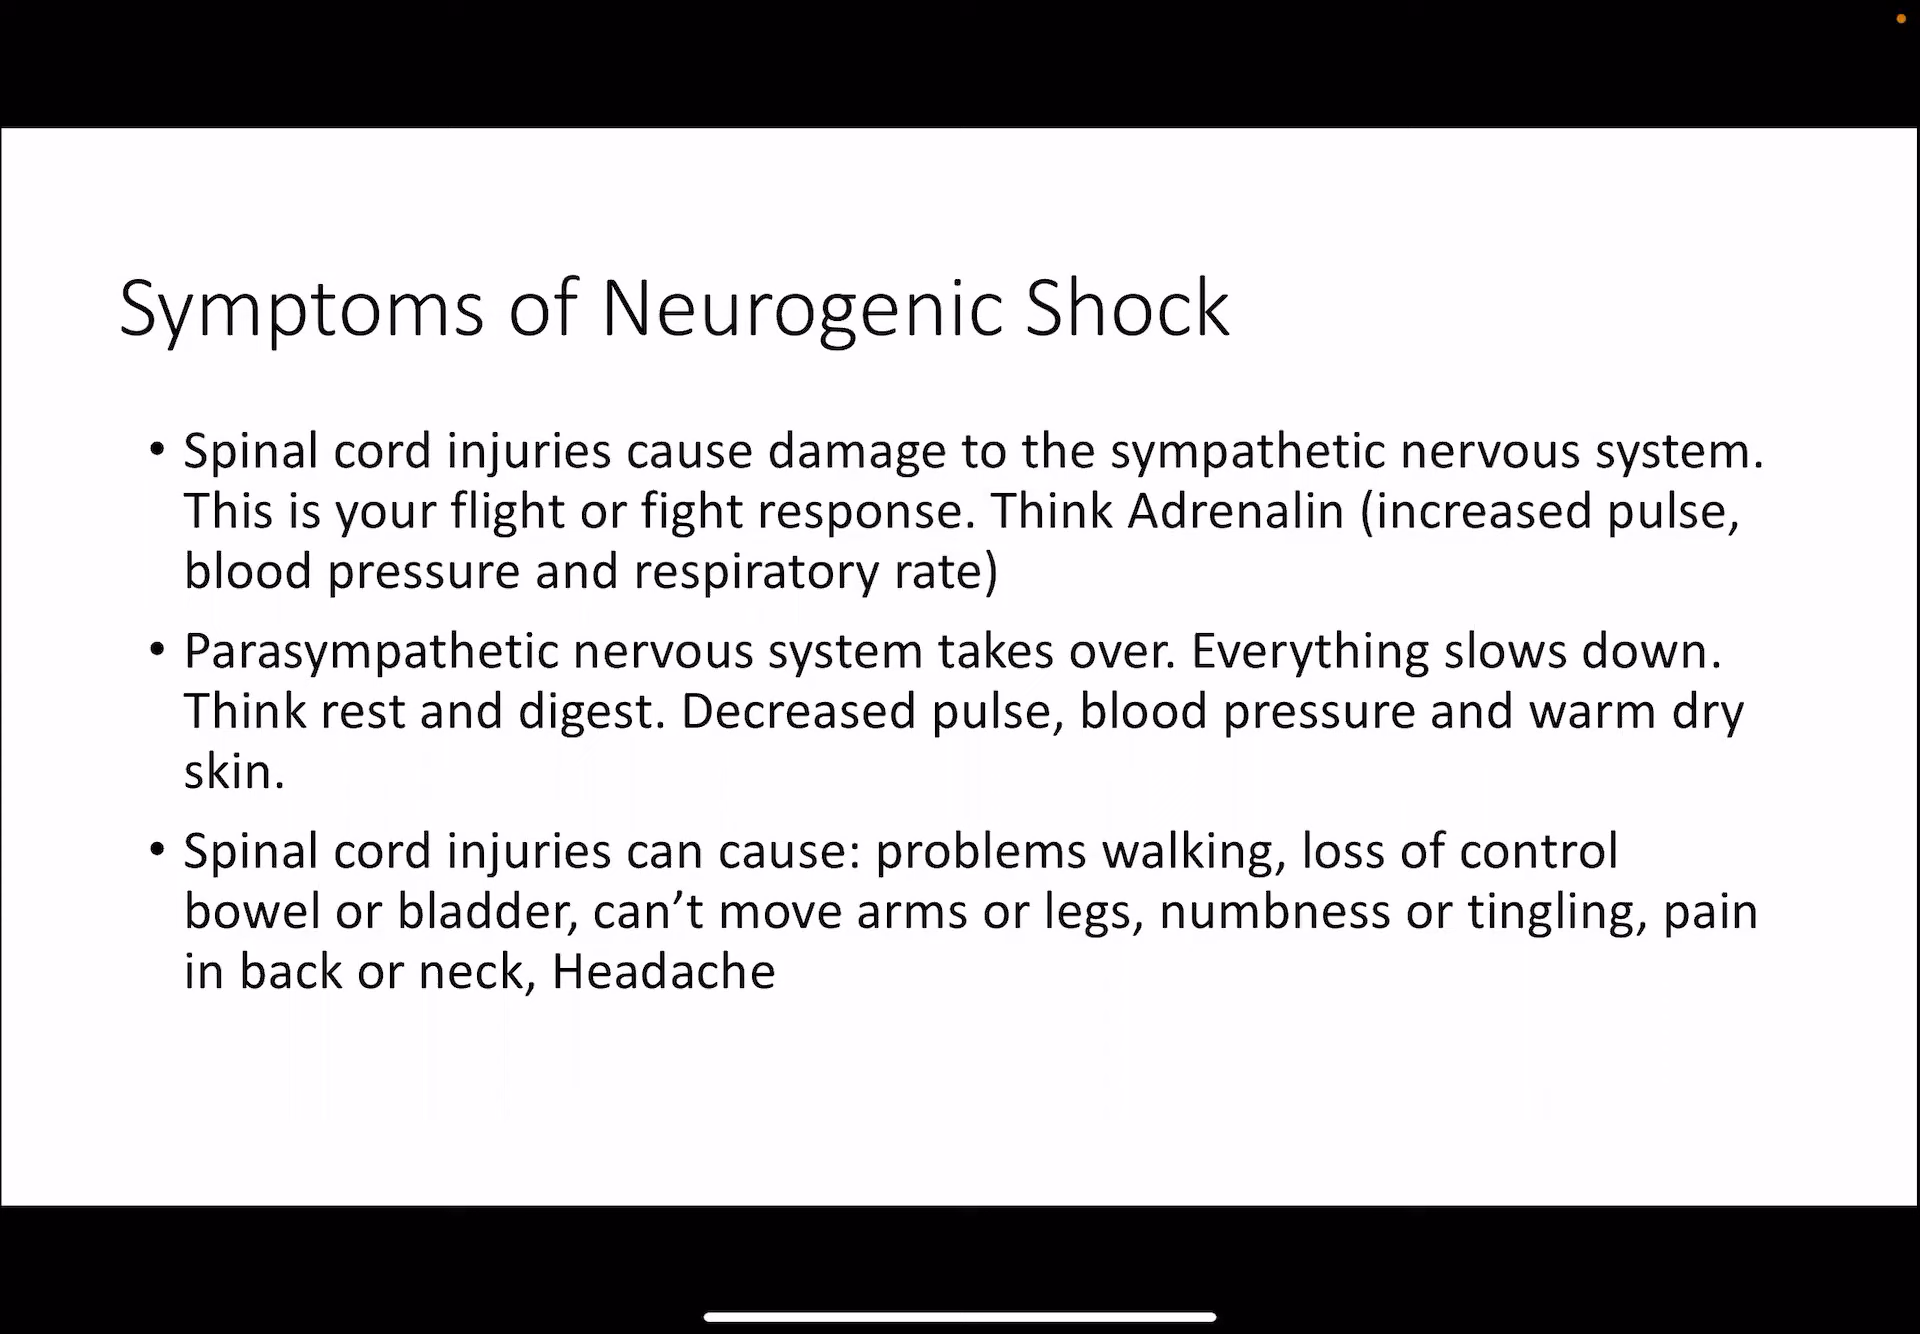 Symptoms of Neurogenic Shock
• Spinal cord injuries cause damage to the sympathetic nervous system.
This is your flight or fight response. Think Adrenalin (increased pulse,
blood pressure and respiratory rate)
• Parasympathetic nervous system takes over. Everything slows down.
Think rest and digest. Decreased pulse, blood pressure and warm dry
skin.
• Spinal cord injuries can cause: problems walking, loss of control
bowel or bladder, can’t move arms or legs, numbness or tingling, pain
in back or neck, Headache